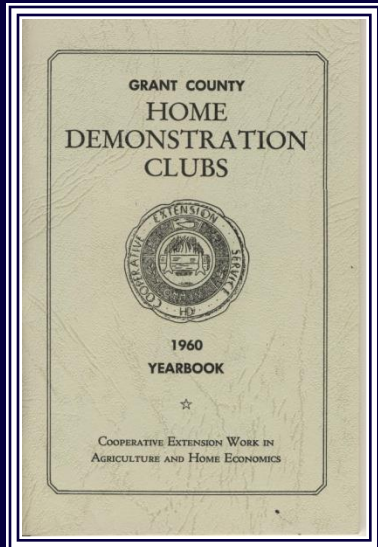 GRANT COUNTY
HOME
DEMONSTRATION
CLUBS
COOPERATIVE EXTENSION SERVICE
HD
1960
YEARBOOK
COOPERATIVE EXTENSION WORK IN
AGRICULTURE AND HOME ECONOMICS